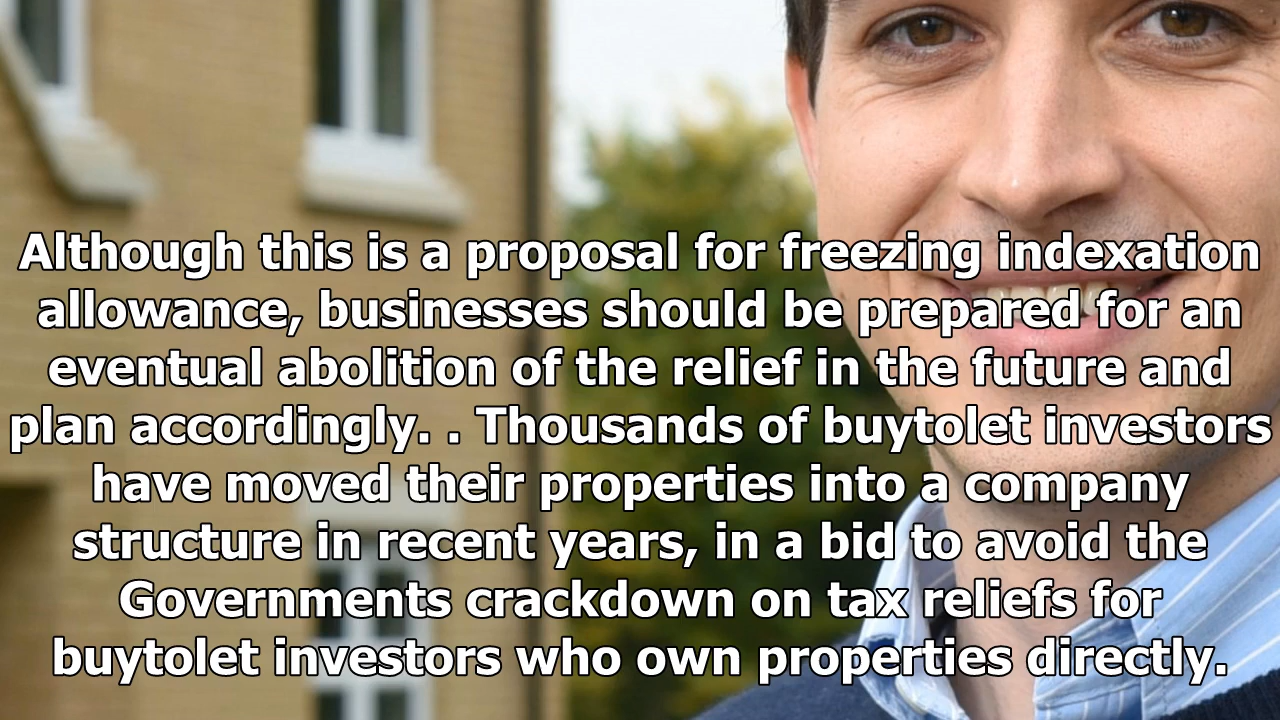 Although this is a proposal for freezing indexation
allowance, businesses should be prepared for an
eventual abolition of the relief in the future and
plan accordingly. . Thousands of buytolet investors
have moved their properties into a company
structure in recent years, in a bid to avoid the
Governments crackdown on tax reliefs for
buytolet investors who own properties directly.